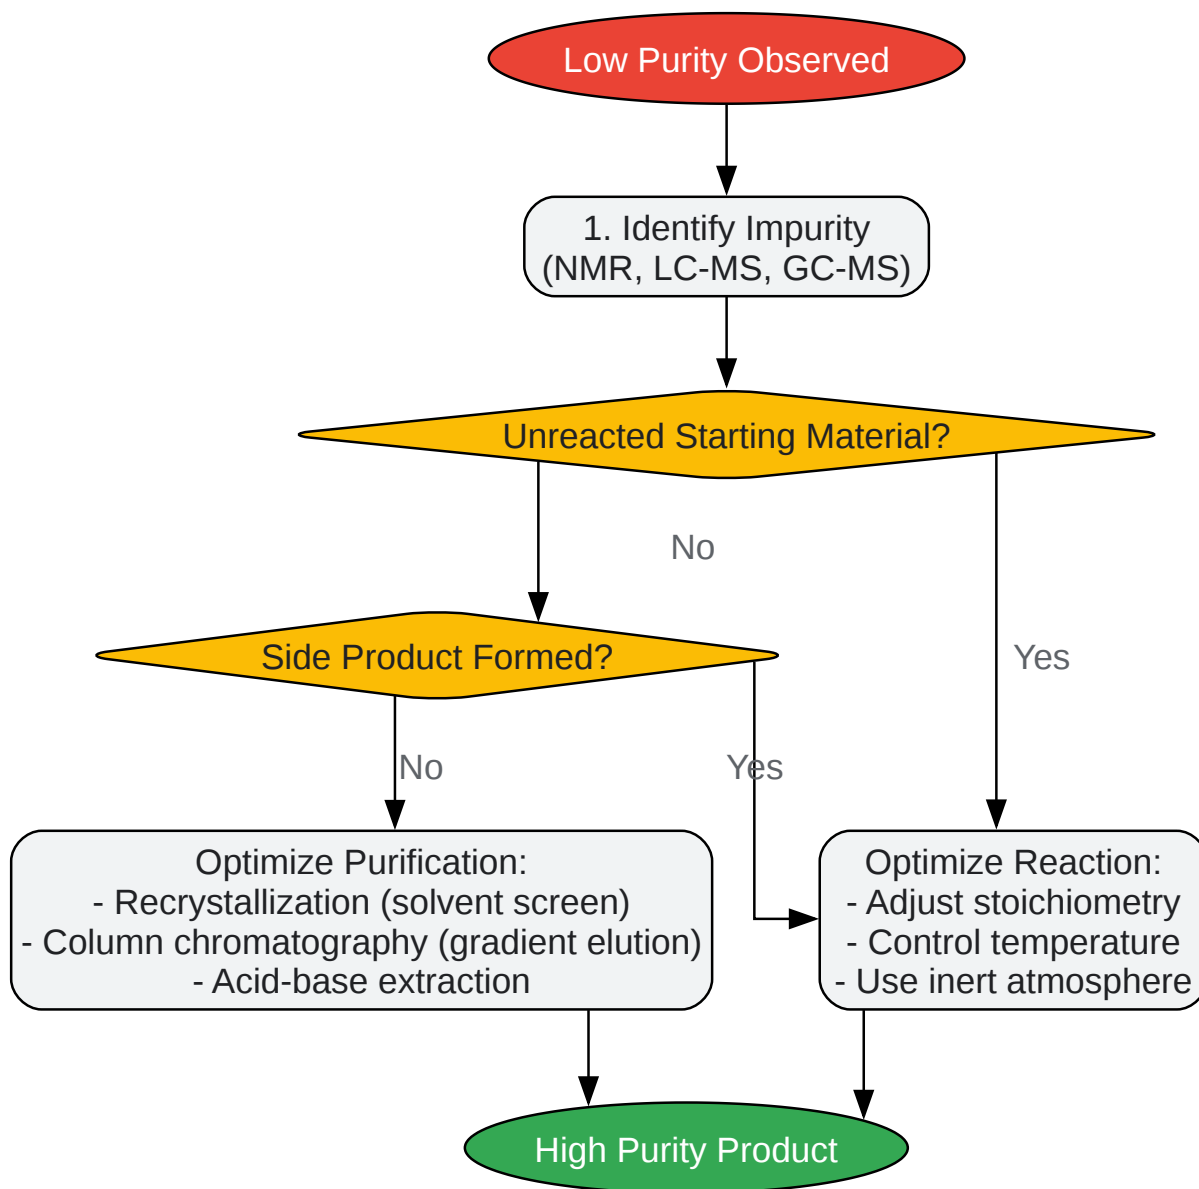 Low Purity Observed
1. Identify Impurity
(NMR, LC-MS, GC-MS)
Unreacted Starting Material?
No
Side Product Formed?
Yes
No
Yes
Optimize Purification:
- Recrystallization (solvent screen)
- Column chromatography (gradient elution)
- Acid-base extraction
Optimize Reaction:
- Adjust stoichiometry
- Control temperature
- Use inert atmosphere
High Purity Product